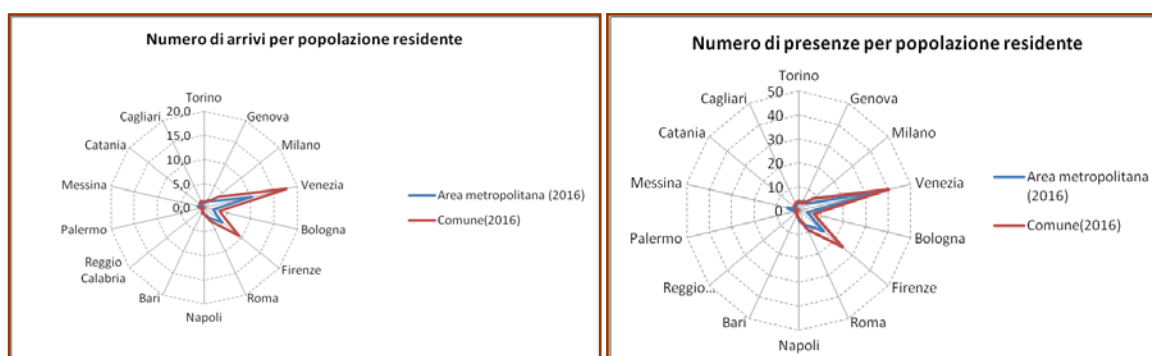 Numero di arrivi per popolazione residente
Torino
20,0
15,0
10,0
5,0
0,0
Genova
Milano
Venezia
Bologna
Firenze
Roma
Napoli
Bari
Reggio
Calabria
Palermo
Messina
Catania
Cagliari
Area metropolitana (2016)
Comune(2016)
Numero di presenze per popolazione residente
Torino
50
40
30
20
10
0
Genova
Milano
Venezia
Bologna
Firenze
Roma
Napoli
Bari
Reggio...
Palermo
Messina
Catania
Cagliari
Area metropolitana
(2016)
Comune(2016)